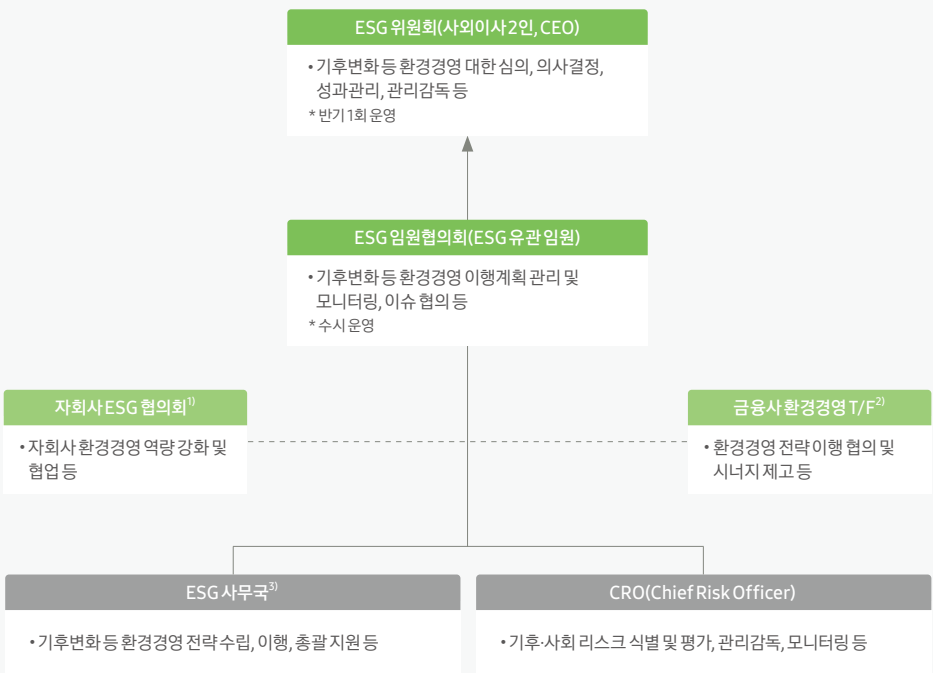 ESG 위원회(사외이사 2인, CEO)
• 기후변화 등 환경경영 대한 심의, 의사결정,
성과관리, 관리감독 등
* 반기 1회 운영
ESG 임원협의회(ESG 유관 임원)
• 기후변화 등 환경경영 이행계획 관리 및
모니터링, 이슈 협의 등
* 수시 운영
자회사 ESG 협의회1)
• 자회사 환경경영 역량 강화 및
협업 등
금융사 환경경영 T/F2)
• 환경경영 전략 이행 협의 및
시너지 제고 등
ESG 사무국3)
• 기후변화 등 환경경영 전략 수립, 이행, 총괄 지원 등
CRO(Chief Risk Officer)
• 기후·사회 리스크 식별 및 평가, 관리감독, 모니터링 등